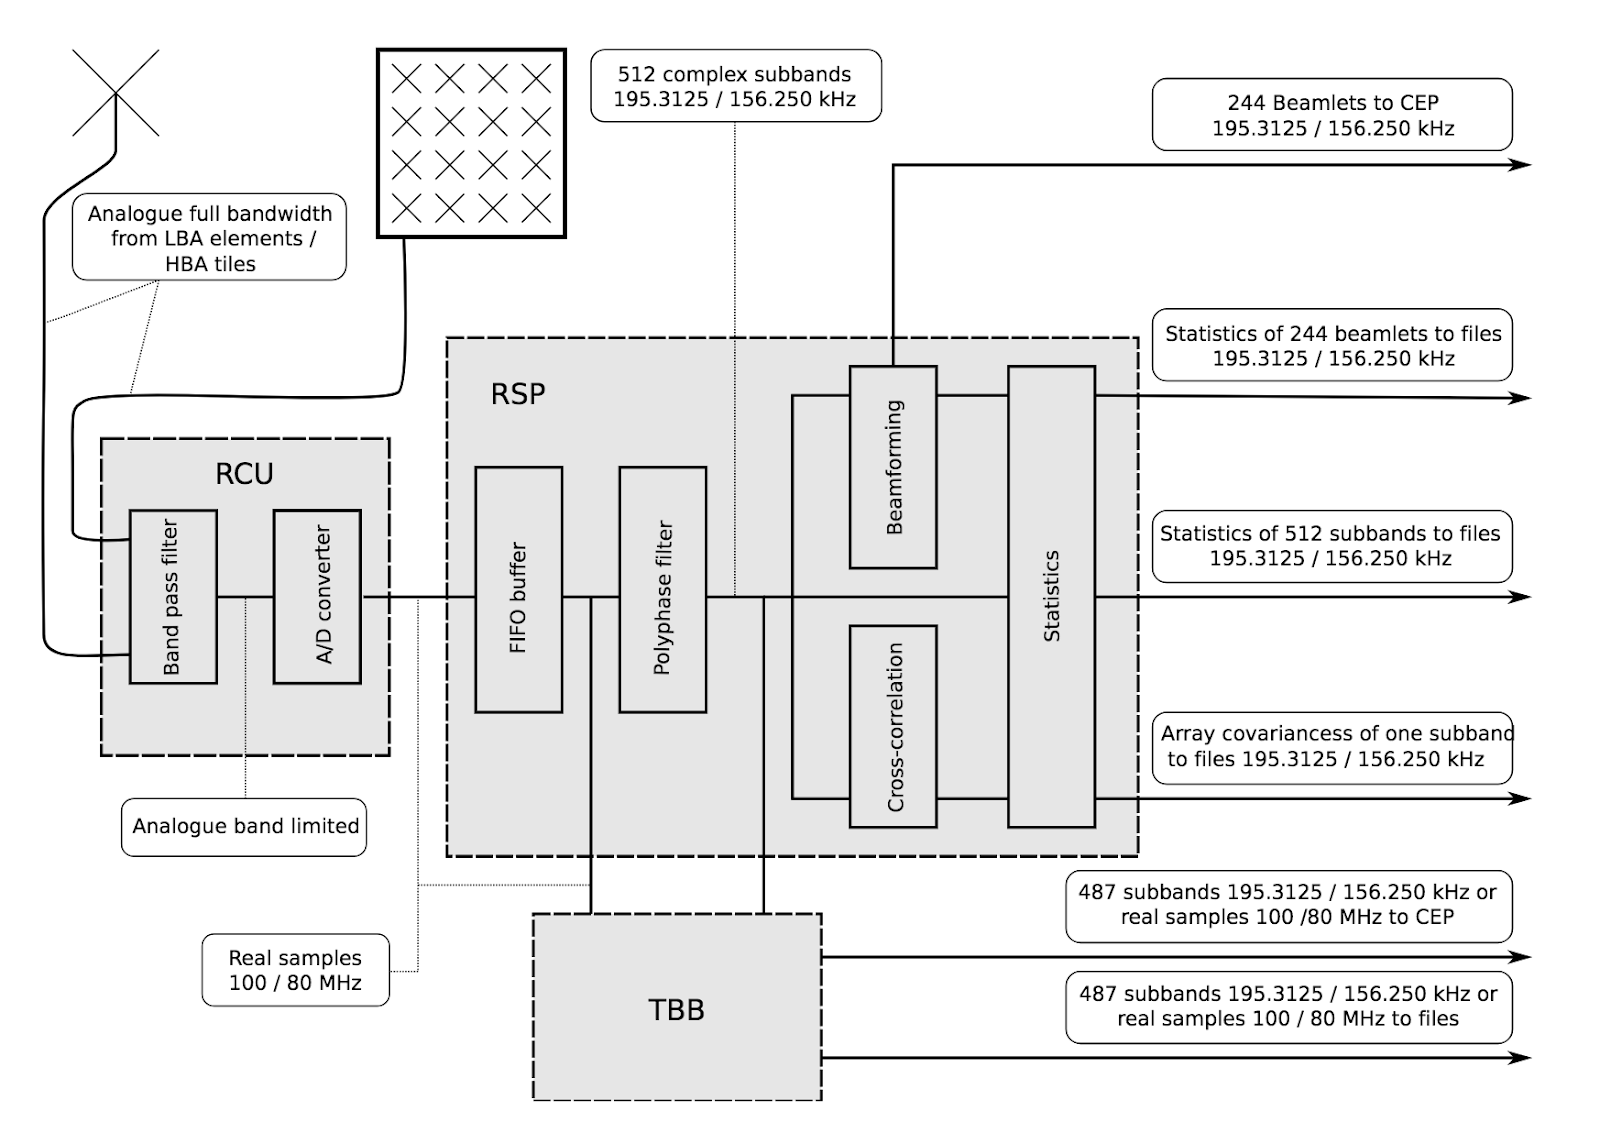 512 complex subbands
195.3125 / 156.250 kHz
244 Beamlets to CEP
195.3125 / 156.250 kHz
Analogue full bandwidth
from LBA elements /
HBA tiles
Statistics of 244 beamlets to files
195.3125 / 156.250 kHz
RSP
RCU
Band pass filter
A/D converter
FIFO buffer
Polyphase filter
Beamforming
Cross-correlation
Statistics
Statistics of 512 subbands to files
195.3125 / 156.250 kHz
Array covariancess of one subband
to files 195.3125 / 156.250 kHz
Analogue band limited
Real samples
100 / 80 MHz
TBB
487 subbands 195.3125 / 156.250 kHz or
real samples 100 /80 MHz to CEP
487 subbands 195.3125 / 156.250 kHz or
real samples 100 / 80 MHz to files